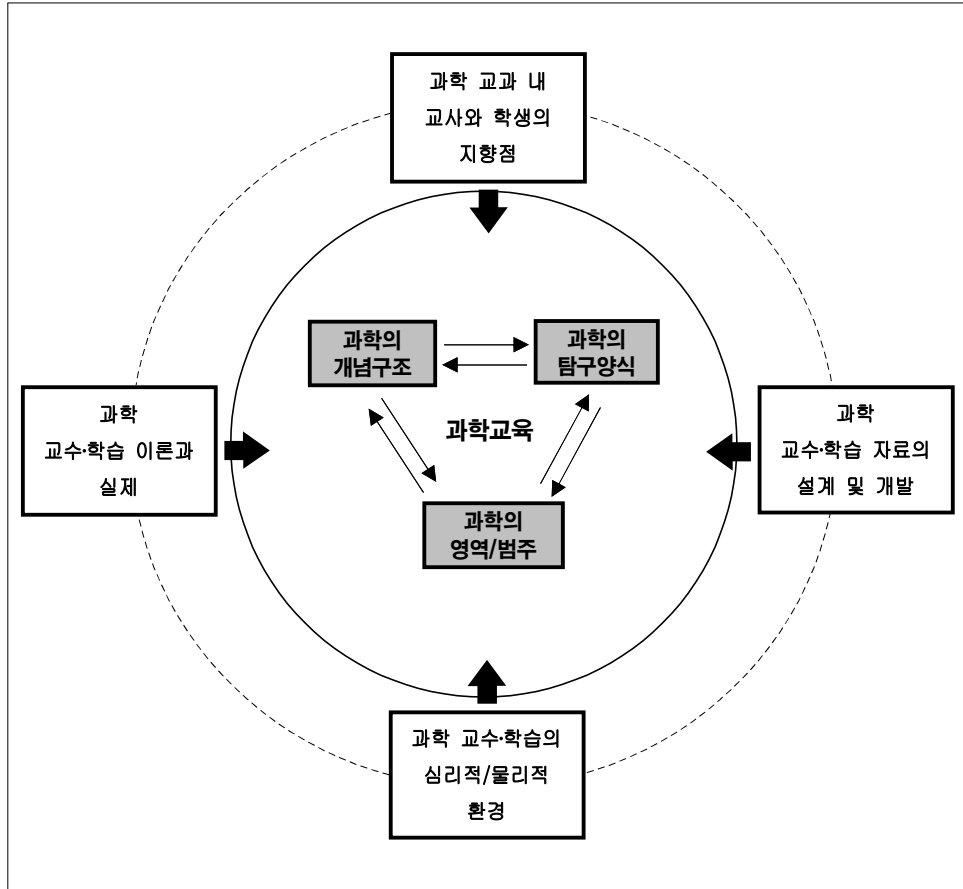 과학 교과 내
교사와 학생의
지향점
과학의
개념구조
과학의
탐구양식
과학
교수·학습 이론과
실제
과학교육
과학
교수·학습 자료의
설계 및 개발
과학의
영역/범주
과학 교수·학습의
심리적/물리적
환경